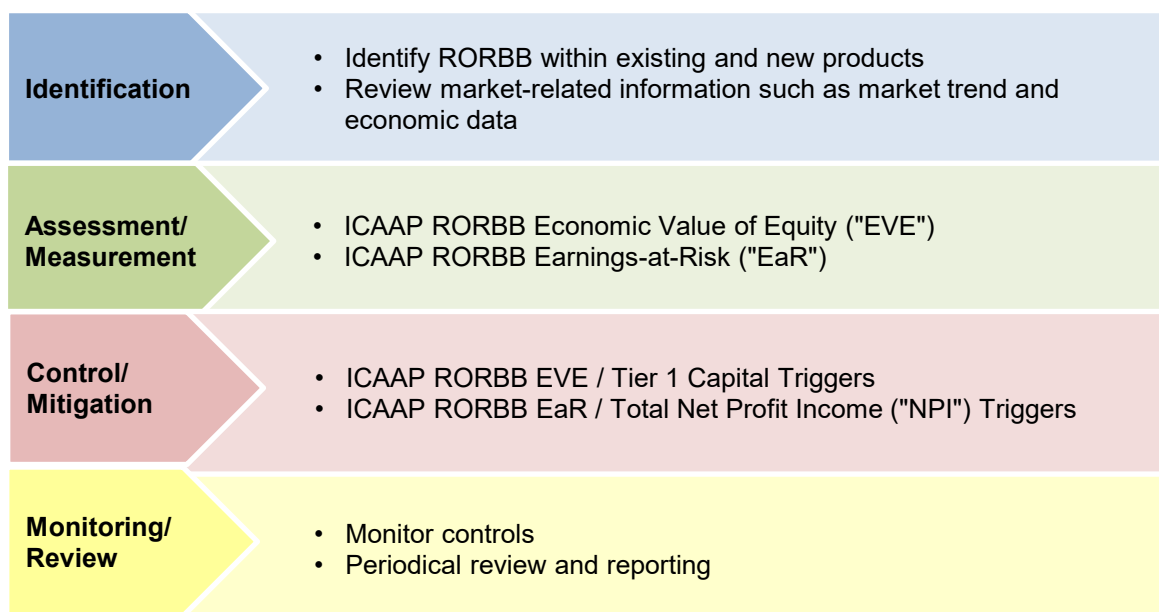 Identification
• Identify RORBB within existing and new products
• Review market-related information such as market trend and
economic data
Assessment/
Measurement
• ICAAP RORBB Economic Value of Equity ("EVE")
• ICAAP RORBB Earnings-at-Risk ("EaR")
Control/
Mitigation
• ICAAP RORBB EVE / Tier 1 Capital Triggers
• ICAAP RORBB EaR / Total Net Profit Income ("NPI") Triggers
Monitoring/
Review
• Monitor controls
• Periodical review and reporting